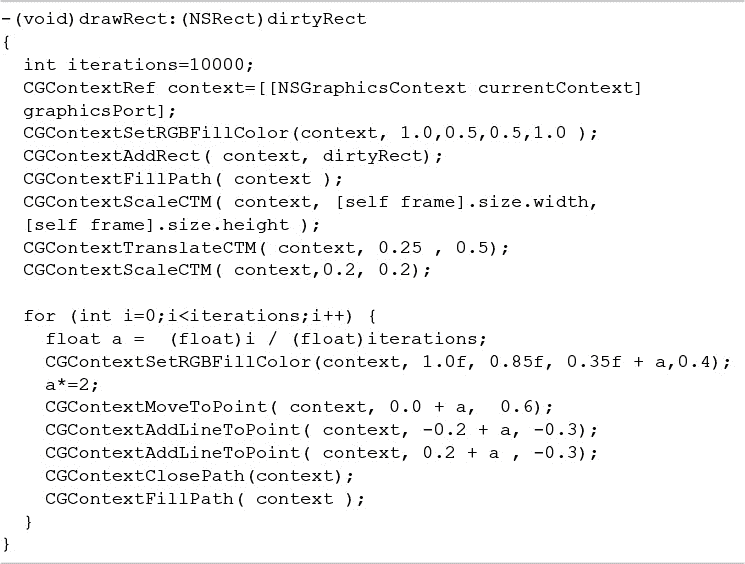 -(void)drawRect:(NSRect)dirtyRect
{
  int iterations=10000;
  CGContextRef context=[[NSGraphicsContext currentContext]
  graphicsPort];
  CGContextSetRGBFillColor(context, 1.0,0.5,0.5,1.0 );
  CGContextAddRect( context, dirtyRect);
  CGContextFillPath( context );
  CGContextScaleCTM( context, [self frame].size.width,
  [self frame].size.height );
  CGContextTranslateCTM( context, 0.25 , 0.5);
  CGContextScaleCTM( context,0.2, 0.2);

  for (int i=0;i<iterations;i++) {
    float a =  (float)i / (float)iterations;
    CGContextSetRGBFillColor(context, 1.0f, 0.85f, 0.35f + a,0.4);
    a*=2;
    CGContextMoveToPoint( context, 0.0 + a,  0.6);
    CGContextAddLineToPoint( context, -0.2 + a, -0.3);
    CGContextAddLineToPoint( context, 0.2 + a , -0.3);
    CGContextClosePath(context);
    CGContextFillPath( context );
  }
}